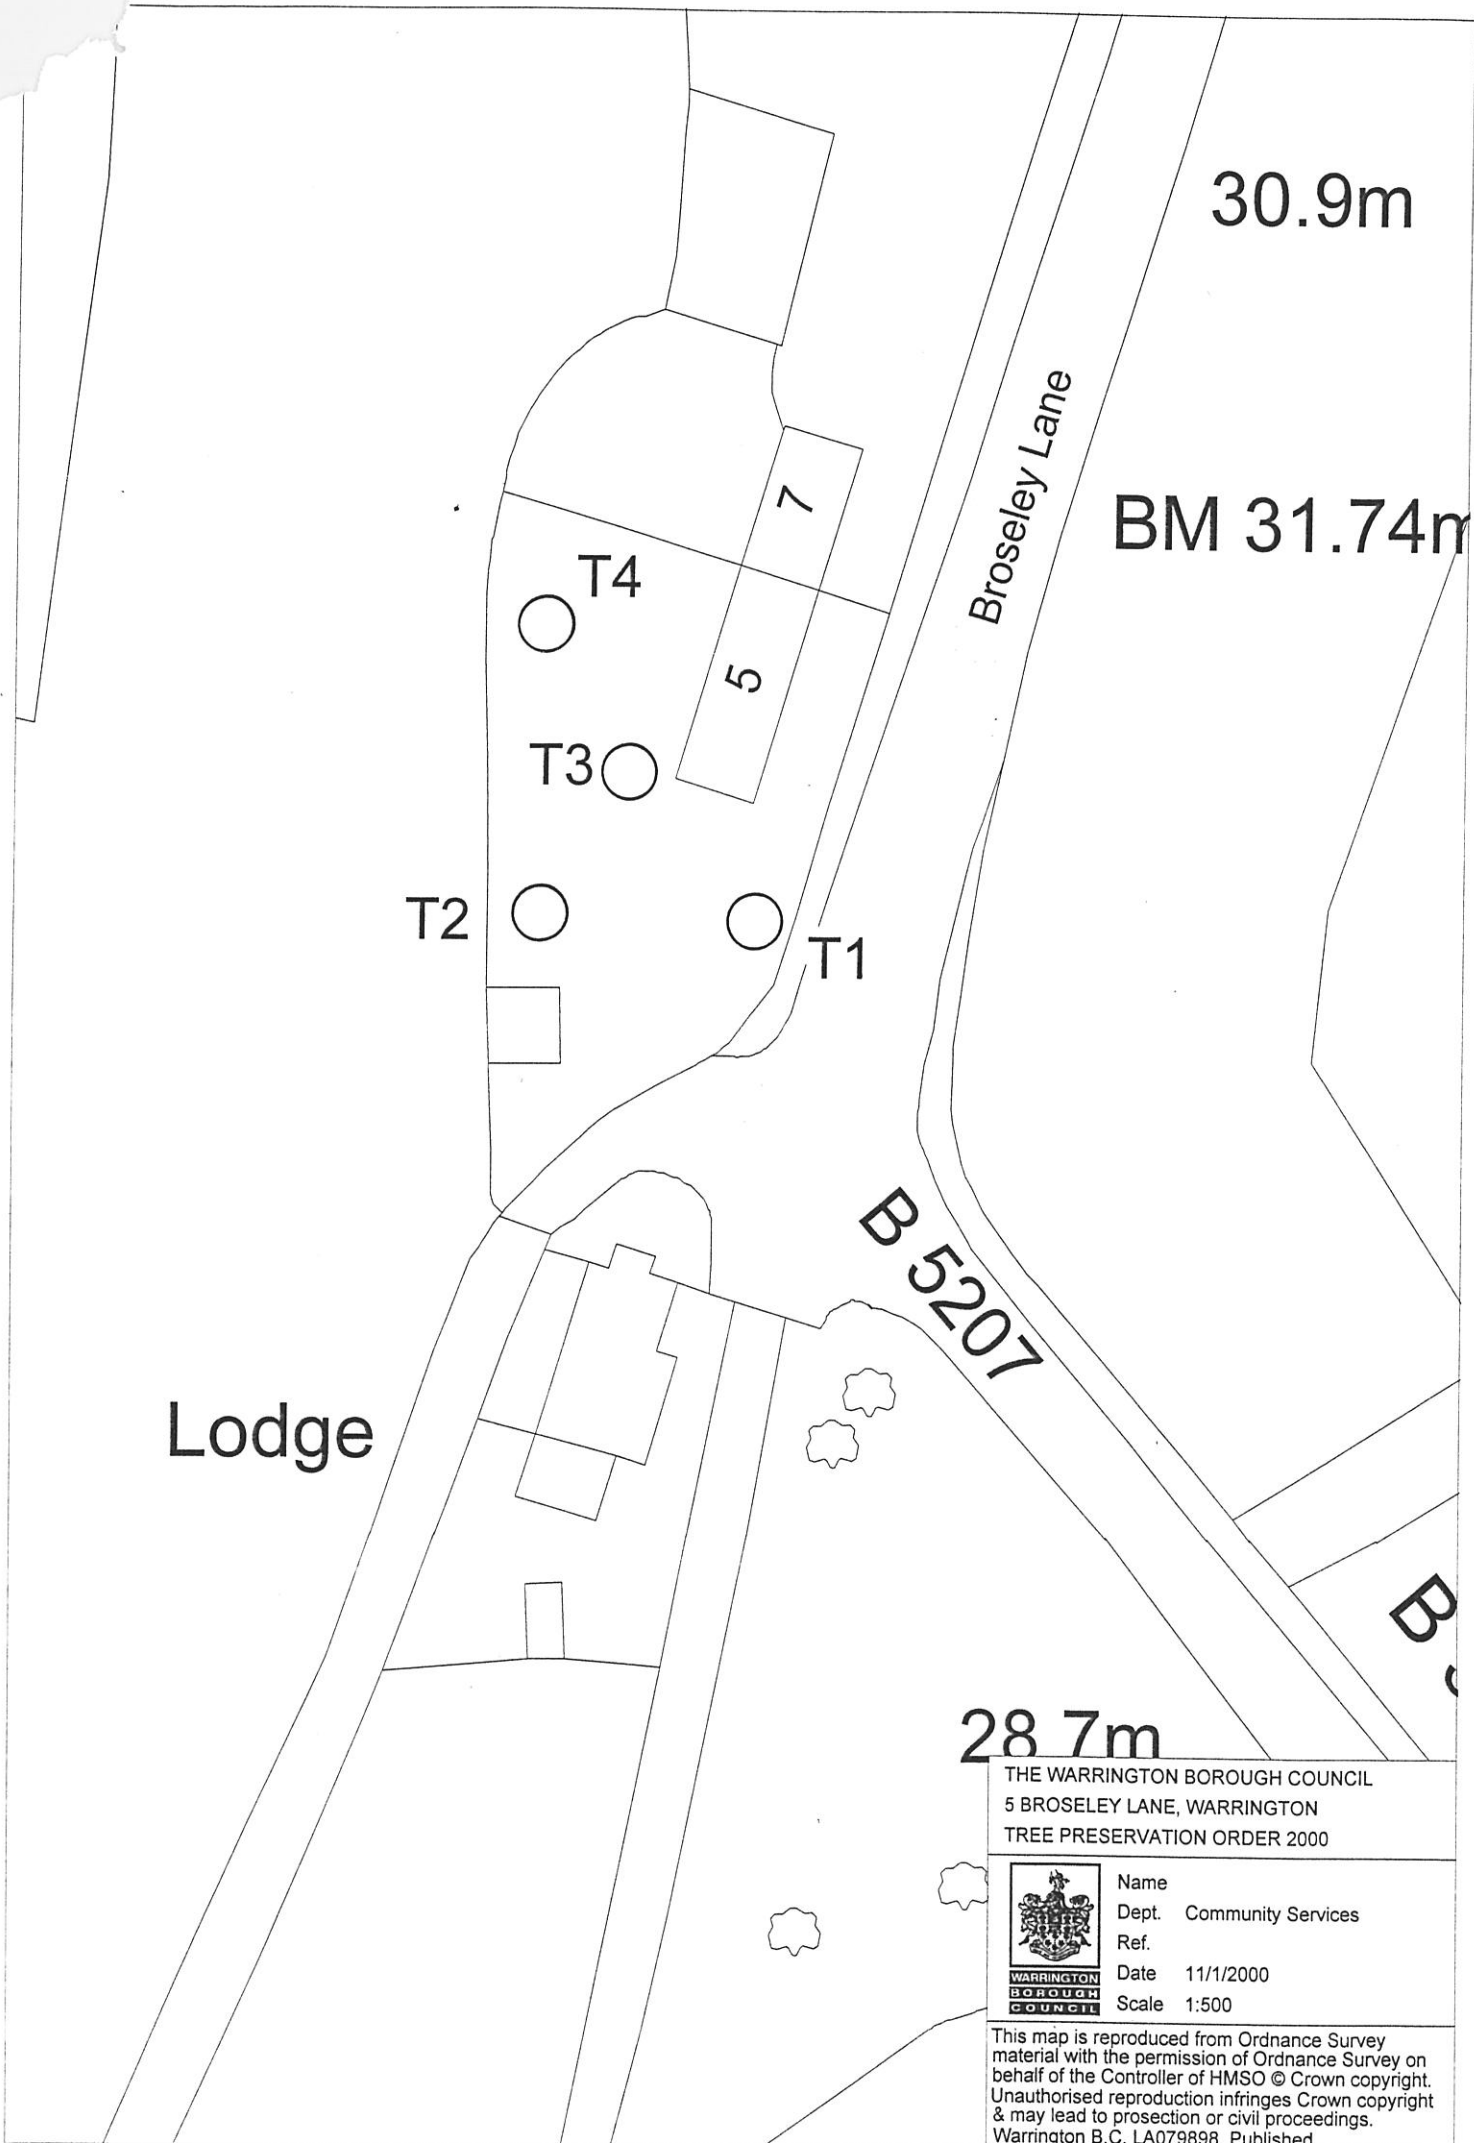 30.9m
Broseley Lane
BM 31.74m
7
T4
5
T3
T2
T1
B 5207
Lodge
B
28.7m
THE WARRINGTON BOROUGH COUNCIL
5 BROSELEY LANE, WARRINGTON
TREE PRESERVATION ORDER 2000
Name
Dept. Community Services
Ref.
Date 11/1/2000
Scale 1:500
WARRINGTON
BOROUGH
COUNCIL
This map is reproduced from Ordnance Survey
material with the permission of Ordnance Survey on
behalf of the Controller of HMSO © Crown copyright.
Unauthorised reproduction infringes Crown copyright
& may lead to prosection or civil proceedings.
Warrington B.C. LA079898. Published